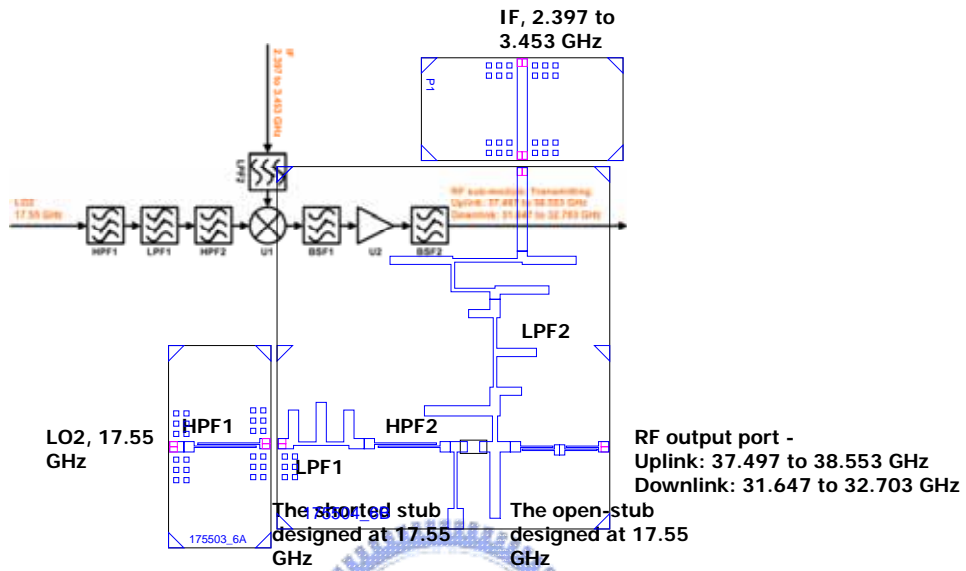 IF, 2.397 to
3.453 GHz
P1
IF
2.397 to 3.453 GHz
LPF2
LO2
17.55 GHz
RF sub-module: Transmitting
Uplink: 37.497 to 38.553 GHz
Downlink: 31.647 to 32.703 GHz
HPF1
LPF1
HPF2
U1
BSF1
U2
BSF2
LPF2
LO2, 17.55
GHz
HPF1
LPF1
HPF2
RF output port -
Uplink: 37.497 to 38.553 GHz
Downlink: 31.647 to 32.703 GHz
175503_6A
175504_6B
The shorted stub
designed at 17.55
GHz
The open-stub
designed at 17.55
GHz